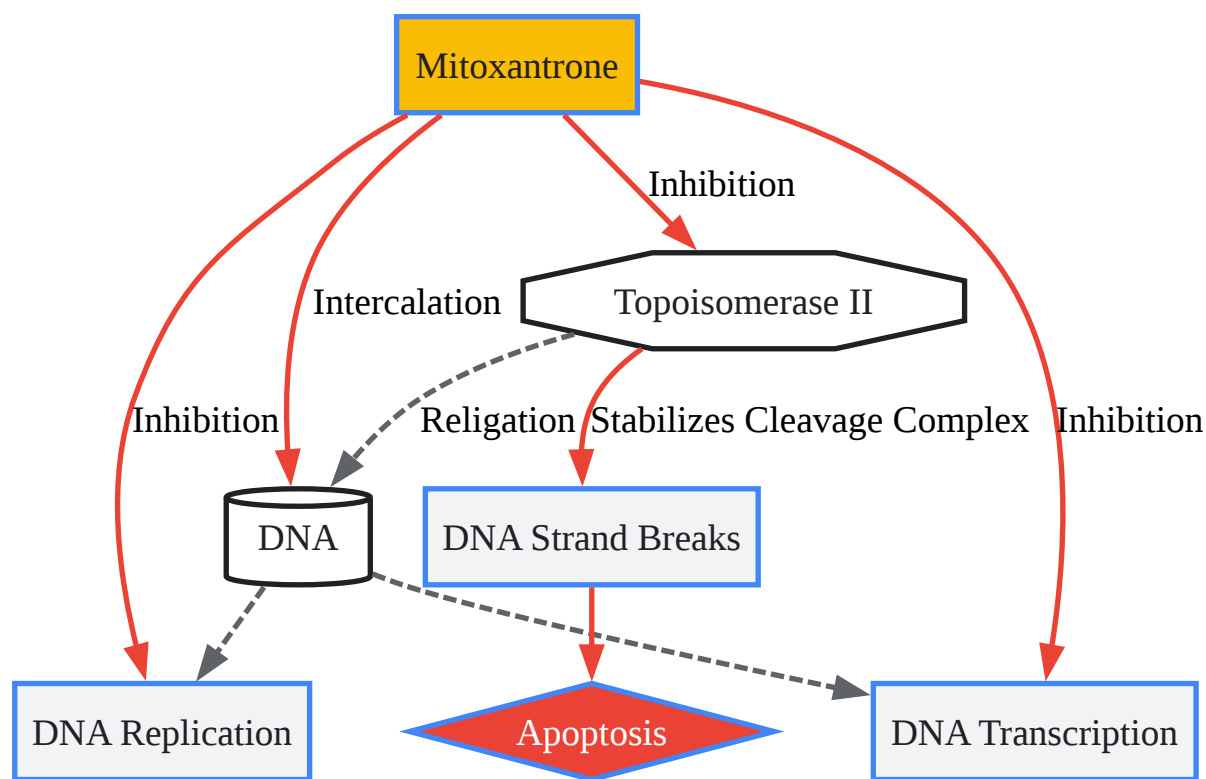 Mitoxantrone
Inhibition
Intercalation
Topoisomerase II
Inhibition
Religation
Stabilizes Cleavage Complex
Inhibition
DNA
DNA Strand Breaks
DNA Replication
Apoptosis
DNA Transcription